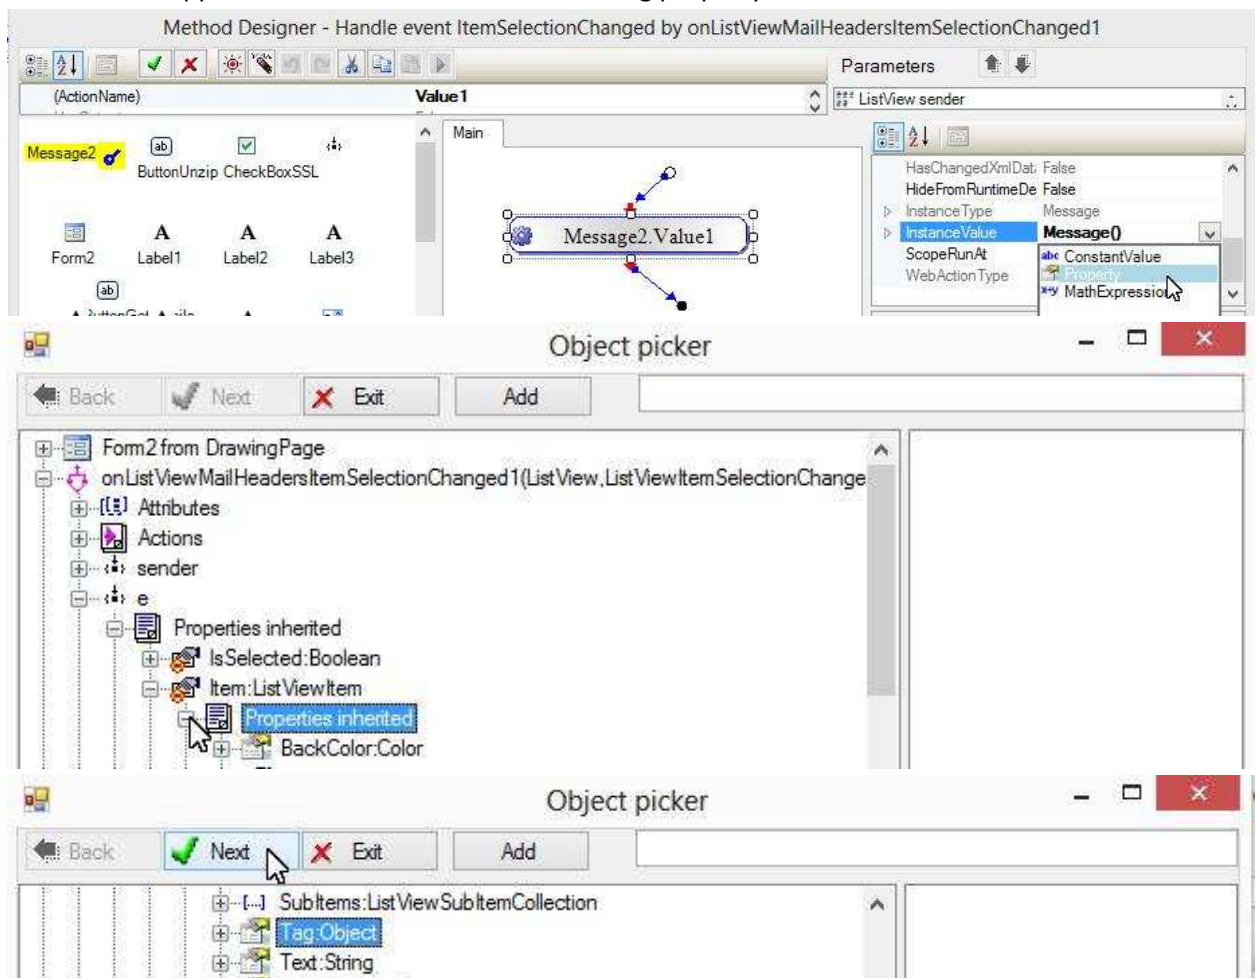 Method Designer - Handle event ItemSelectionChanged by onListViewMailHeadersItemSelectionChanged1
Parameters
(ActionName) Value1
ListView sender
Main
Message2
ButtonUnzip CheckBoxSSL
HasChangedXmlDat False
HideFromRuntimeDe False
InstanceType Message
InstanceValue Message()
ScopeRunAt
WebActionType
ConstantValue
Property
MathExpression
Message2.Value1
Form2 Label1 Label2 Label3
Object picker
Back Next Exit Add
Form2 from DrawingPage
onListViewMailHeadersItemSelectionChanged1(ListView,ListViewItemSelectionChange
Attributes
Actions
sender
e
Properties inherited
IsSelected:Boolean
Item:ListViewItem
Properties inherited
BackColor:Color
Object picker
Back Next Exit Add
SubItems:ListViewSubItemCollection
Tag:Object
Text:String